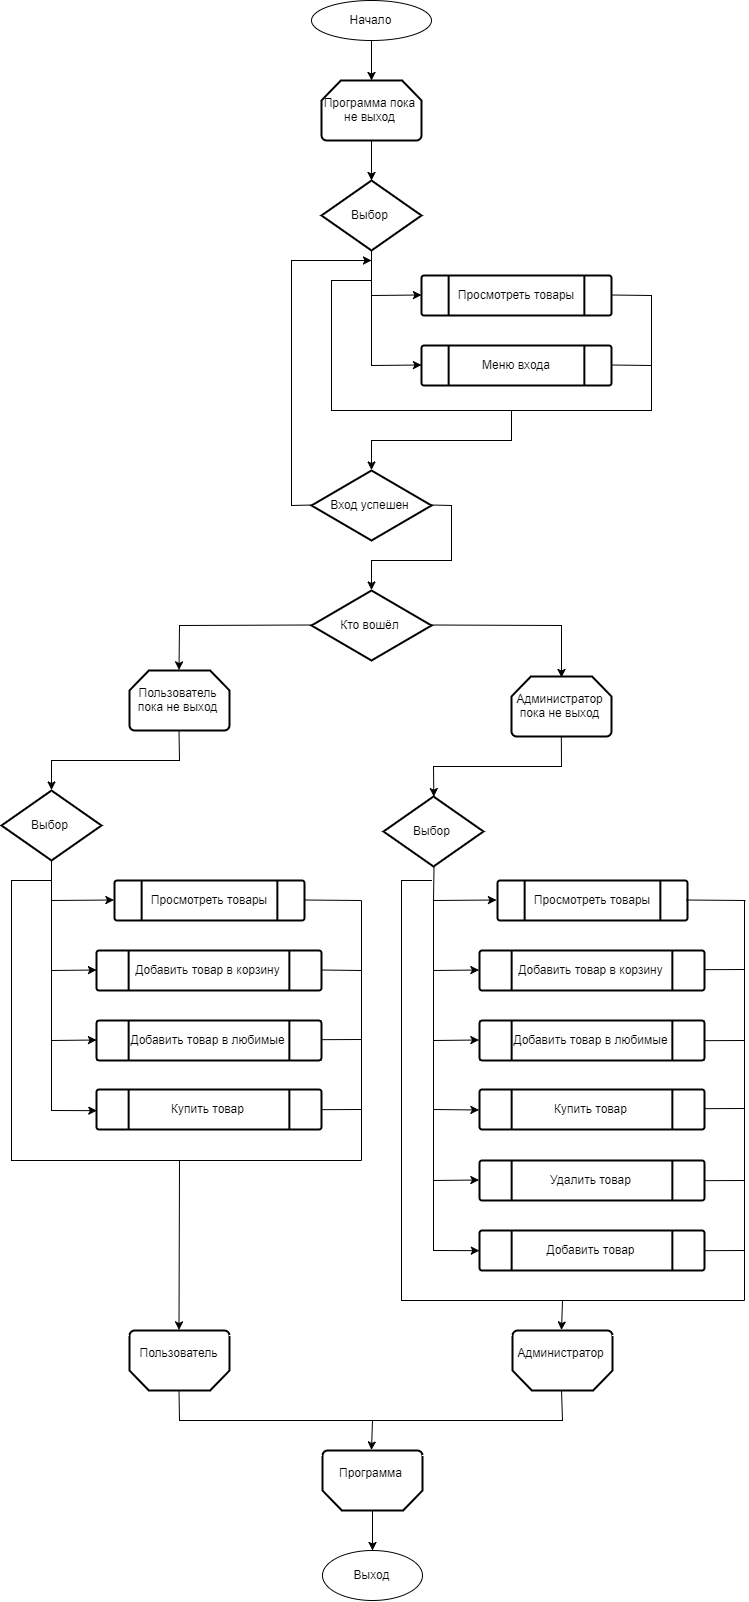 Начало
Программа пока
не выход
Выбор
Просмотреть товары
Меню входа
Вход успешен
Кто вошёл
Пользователь
пока не выход
Администратор
пока не выход
Выбор
Выбор
Просмотреть товары
Добавить товар в корзину
Добавить товар в любимые
Купить товар
Просмотреть товары
Добавить товар в корзину
Добавить товар в любимые
Купить товар
Удалить товар
Добавить товар
Пользователь
Администратор
Программа
Выход